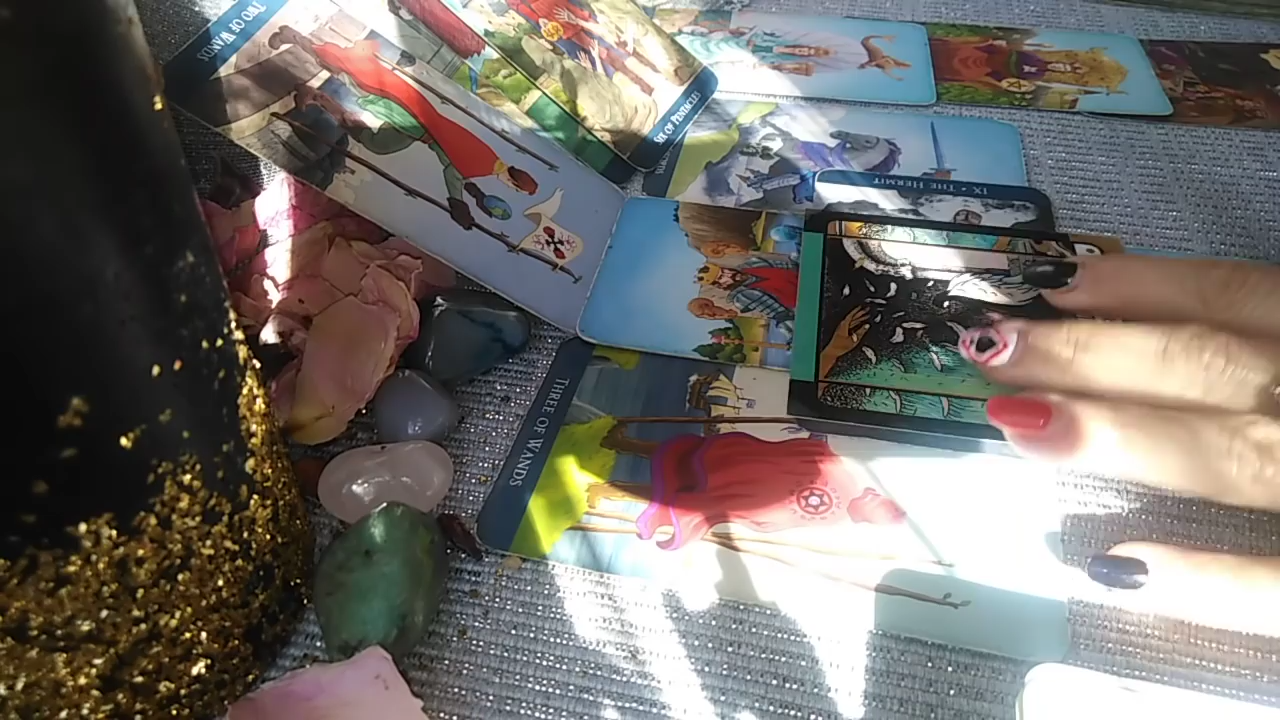 TWO OF WANDS
SIX OF PENTACLES
IX • THE HERMIT
THREE OF WANDS